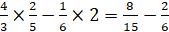 4/3 × 2/5 − 1/6 × 2 = 8/15 − 2/6